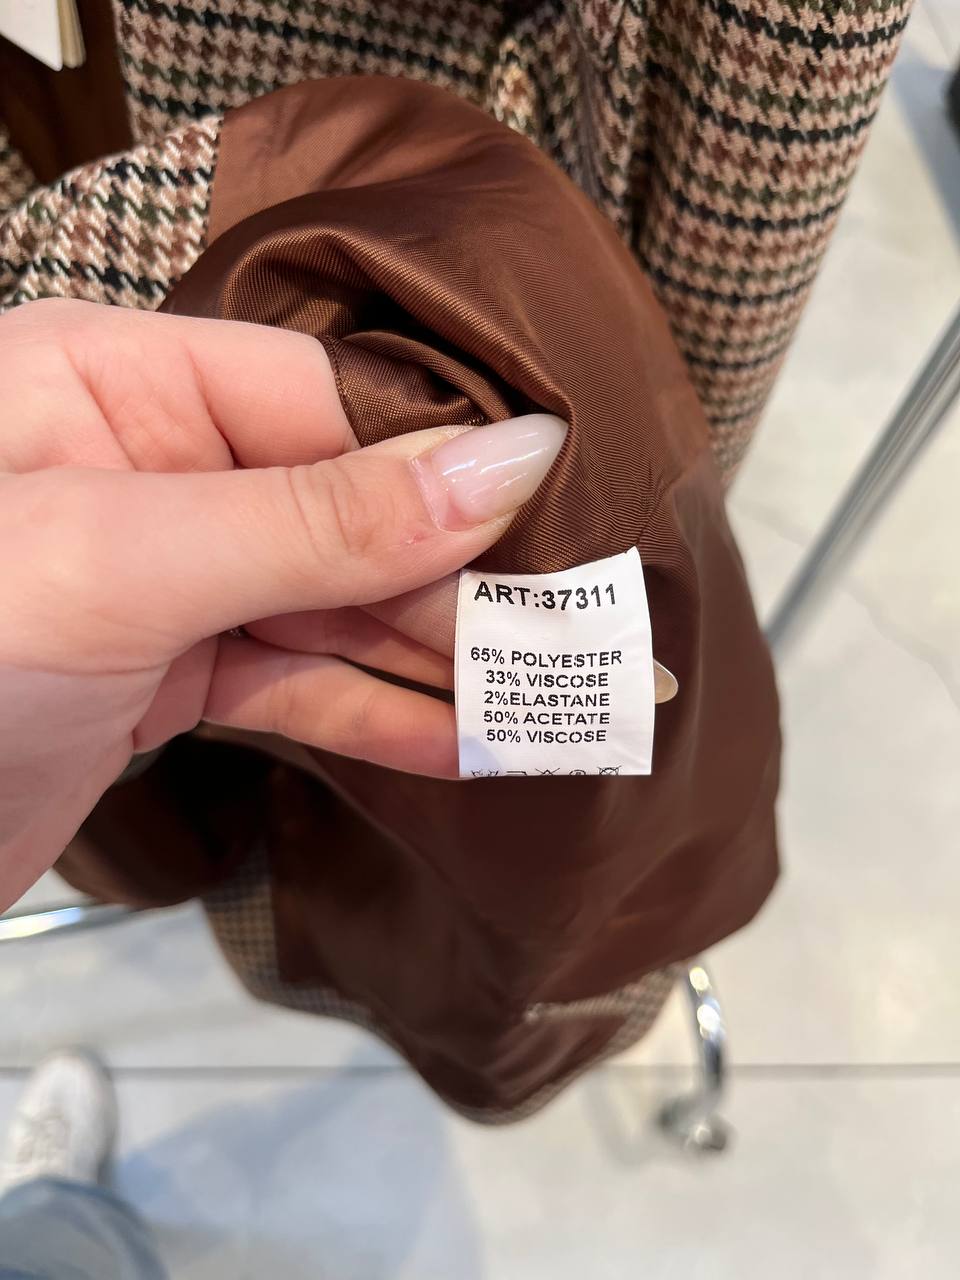 ART:37311
65% POLYESTER
33% VISCOSE
2%ELASTANE
50% ACETATE
50% VISCOSE